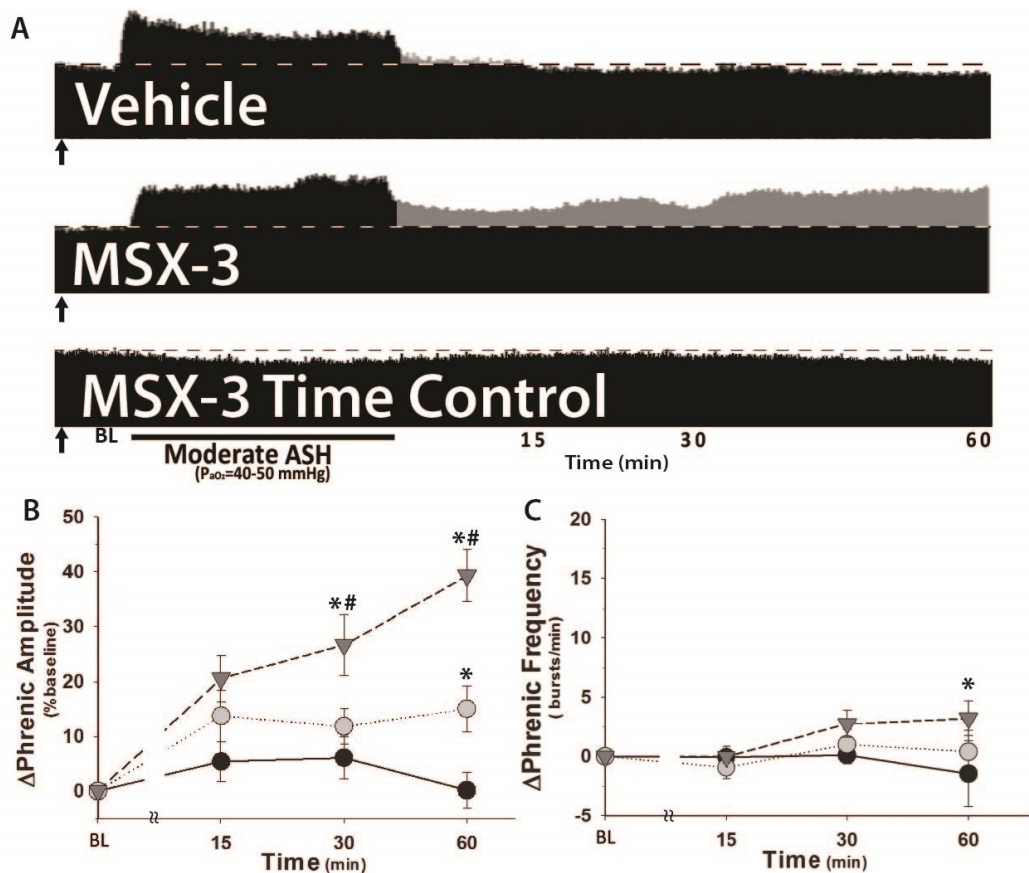 A
Vehicle
MSX-3
MSX-3 Time Control
BL
15
30
60
Moderate ASH
Time (min)
(PaO₂=40-50 mmHg)
B
50
40
30
20
10
0
ΔPhrenic Amplitude
(%baseline)
*#
*#
*
BL
≈
15
30
60
Time (min)
C
20
15
10
5
0
-5
ΔPhrenic Frequency
( bursts/min)
*
BL
≈
15
30
60
Time (min)